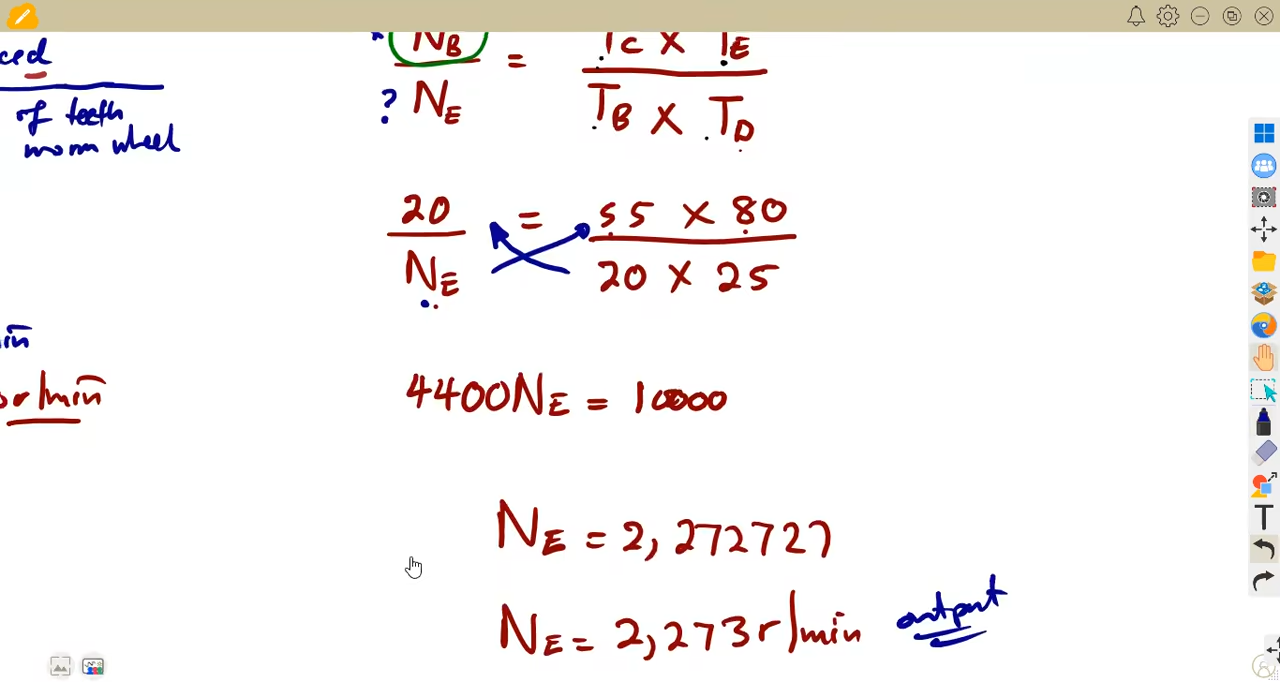 ced
of teeth
worm wheel
min
r/min
N_B / N_E = T_C × T_E / T_B × T_D
?
20 / N_E = 55 × 80 / 20 × 25
4400N_E = 10000
N_E = 2,272727
N_E = 2,273 r/min output
T